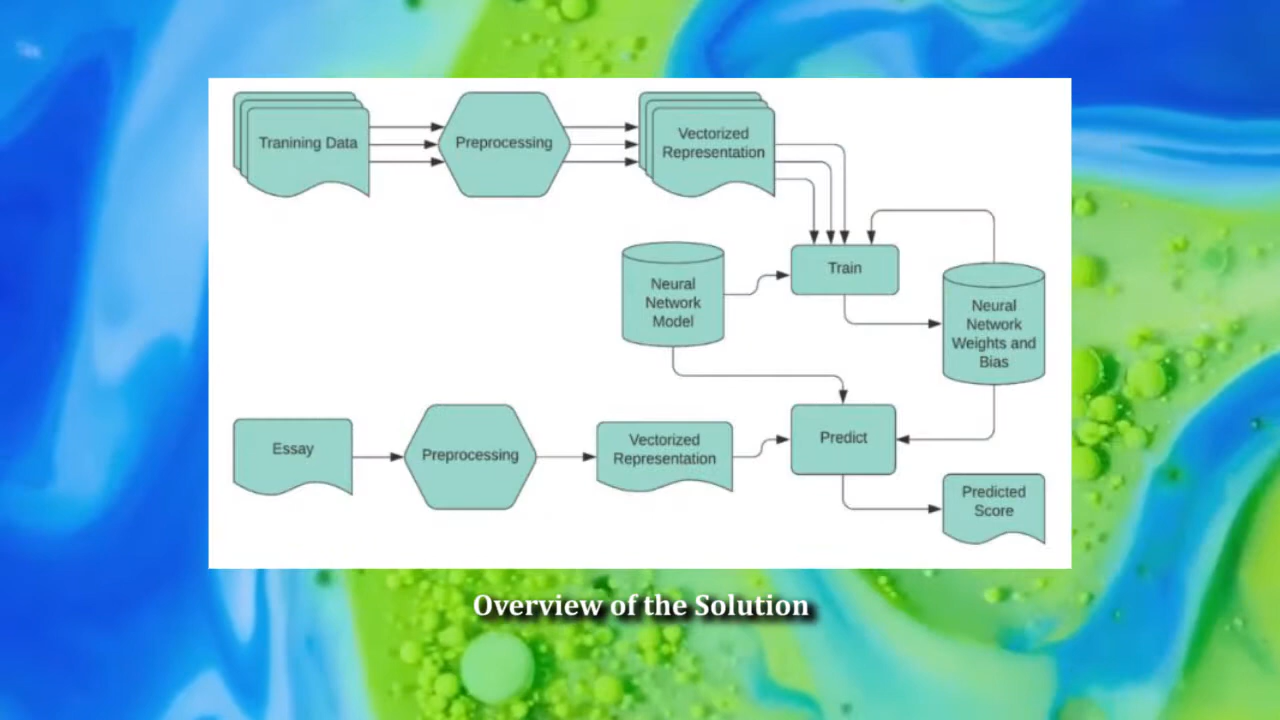 Tranining Data
Preprocessing
Vectorized
Representation
Train
Neural
Network
Model
Neural
Network
Weights and
Bias
Essay
Preprocessing
Vectorized
Representation
Predict
Predicted
Score
Overview of the Solution